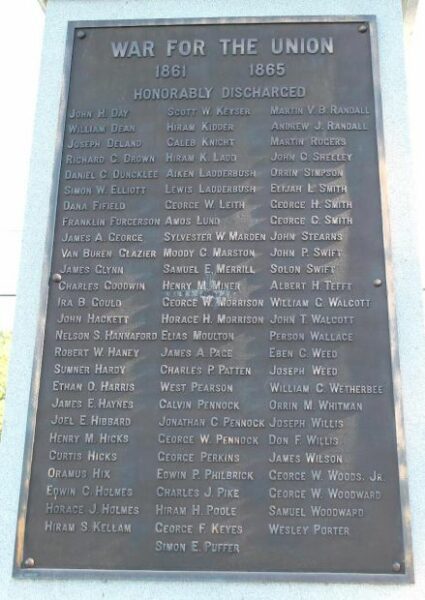 WAR FOR THE UNION
1861 1865
HONORABLY DISCHARGED
JOHN H. DAY SCOTT W. KEYSER MARTIN V.B. RANDALL
WILLIAM DEAN HIRAM KIDDER ANDREW J. RANDALL
JOSEPH DELAND CALEB KNIGHT MARTIN ROGERS
RICHARD C. DROWN HIRAM K. LADD JOHN C. SHEELEY
DANIEL C. DUNCKLEE AIKEN LADDERBUSH ORRIN SIMPSON
SIMON W. ELLIOTT LEWIS LADDERBUSH ELIJAH L. SMITH
DANA FIFIELD GEORGE W. LEITH GEORGE H. SMITH
FRANKLIN FURGERSON AMOS LUND GEORGE C. SMITH
JAMES A. GEORGE SYLVESTER W. MARDEN JOHN STEARNS
VAN BUREN GLAZIER MOODY C. MARSTON JOHN P. SWIFT
JAMES GLYNN SAMUEL E. MERRILL SOLON SWIFT
CHARLES GOODWIN HENRY M. MINER ALBERT H. TEFFT
IRA B. GOULD GEORGE W. MORRISON WILLIAM C. WALCOTT
JOHN HACKETT HORACE H. MORRISON JOHN T. WALCOTT
NELSON S. HANNAFORD ELIAS MOULTON PERSON WALLACE
ROBERT W. HANEY JAMES A. PAGE EBEN C. WEED
SUMNER HARDY CHARLES P. PATTEN JOSEPH WEED
ETHAN O. HARRIS WEST PEARSON WILLIAM C. WETHERBEE
JAMES E. HAYNES CALVIN PENNOCK ORRIN M. WHITMAN
JOEL E. HIBBARD JONATHAN C. PENNOCK JOSEPH WILLIS
HENRY M. HICKS GEORGE W. PENNOCK DON F. WILLIS
CURTIS HICKS GEORGE PERKINS JAMES WILSON
ORAMUS HIX EDWIN P. PHILBRICK GEORGE W. WOODS, JR.
EDWIN C. HOLMES CHARLES J. PIKE GEORGE W. WOODWARD
HORACE J. HOLMES HIRAM H. POOLE SAMUEL WOODWARD
HIRAM S. KELLAM GEORGE F. KEYES WESLEY PORTER
SIMON E. PUFFER